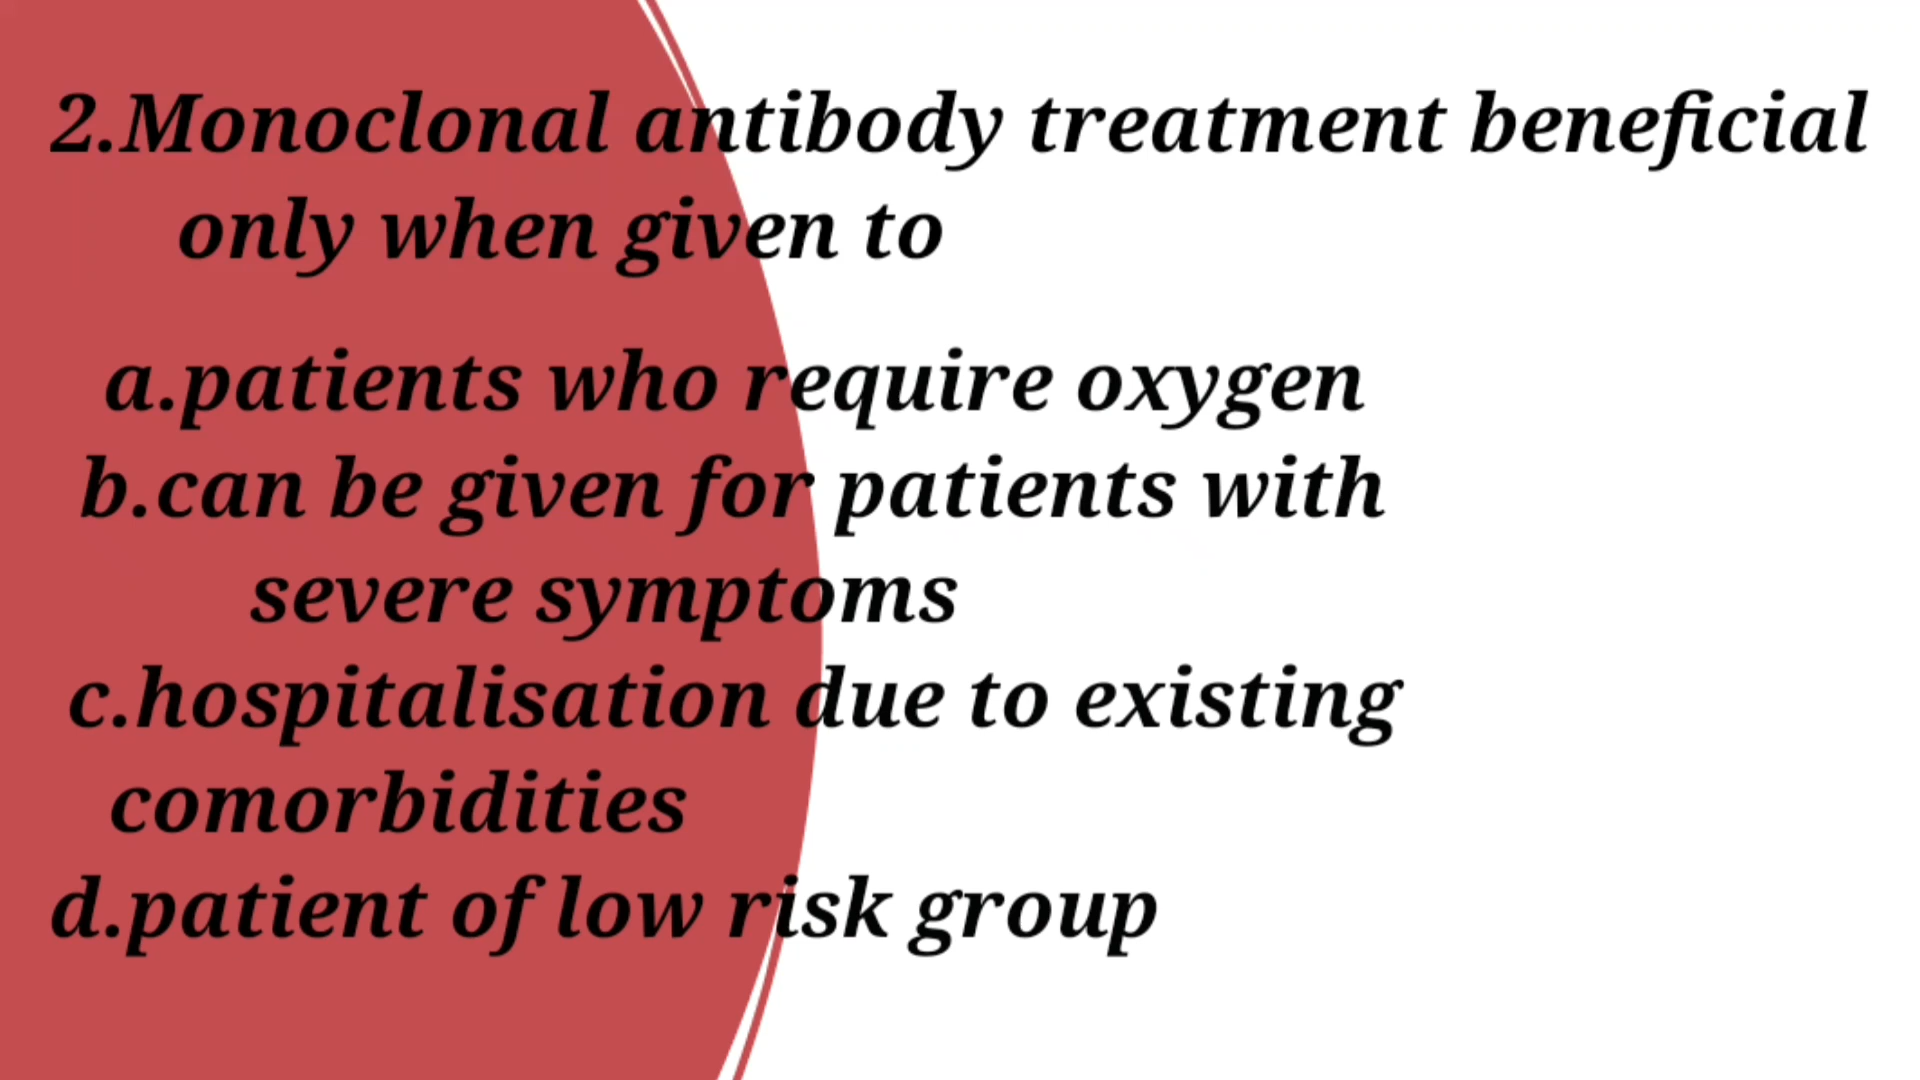 2.Monoclonal antibody treatment beneficial
only when given to
a.patients who require oxygen
b.can be given for patients with
severe symptoms
c.hospitalisation due to existing
comorbidities
d.patient of low risk group